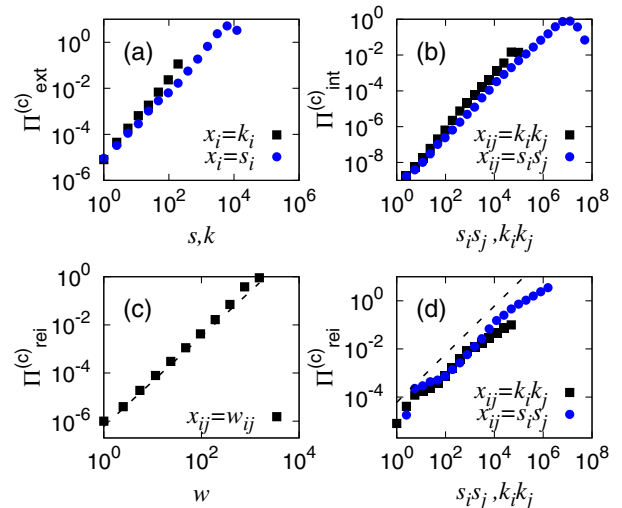 (a)
Π^(c)_ext
10^0
10^-2
10^-4
10^-6
x_i=k_i
x_i=s_i
10^0 10^2 10^4 10^6
s,k
(b)
Π^(c)_int
10^0
10^-2
10^-4
10^-6
10^-8
x_ij=k_ik_j
x_ij=s_is_j
10^0 10^2 10^4 10^6 10^8
s_is_j,k_ik_j
(c)
Π^(c)_rei
10^0
10^-2
10^-4
10^-6
x_ij=w_ij
10^0 10^2 10^4
w
(d)
Π^(c)_rei
10^0
10^-2
10^-4
x_ij=k_ik_j
x_ij=s_is_j
10^0 10^2 10^4 10^6 10^8
s_is_j,k_ik_j